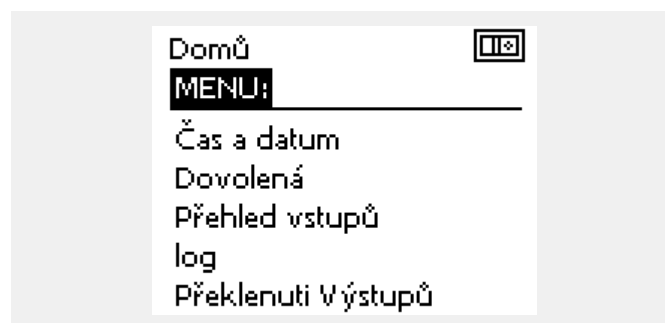 Domů
MENU:
Čas a datum
Dovolená
Přehled vstupů
log
Překlenuti Výstupů